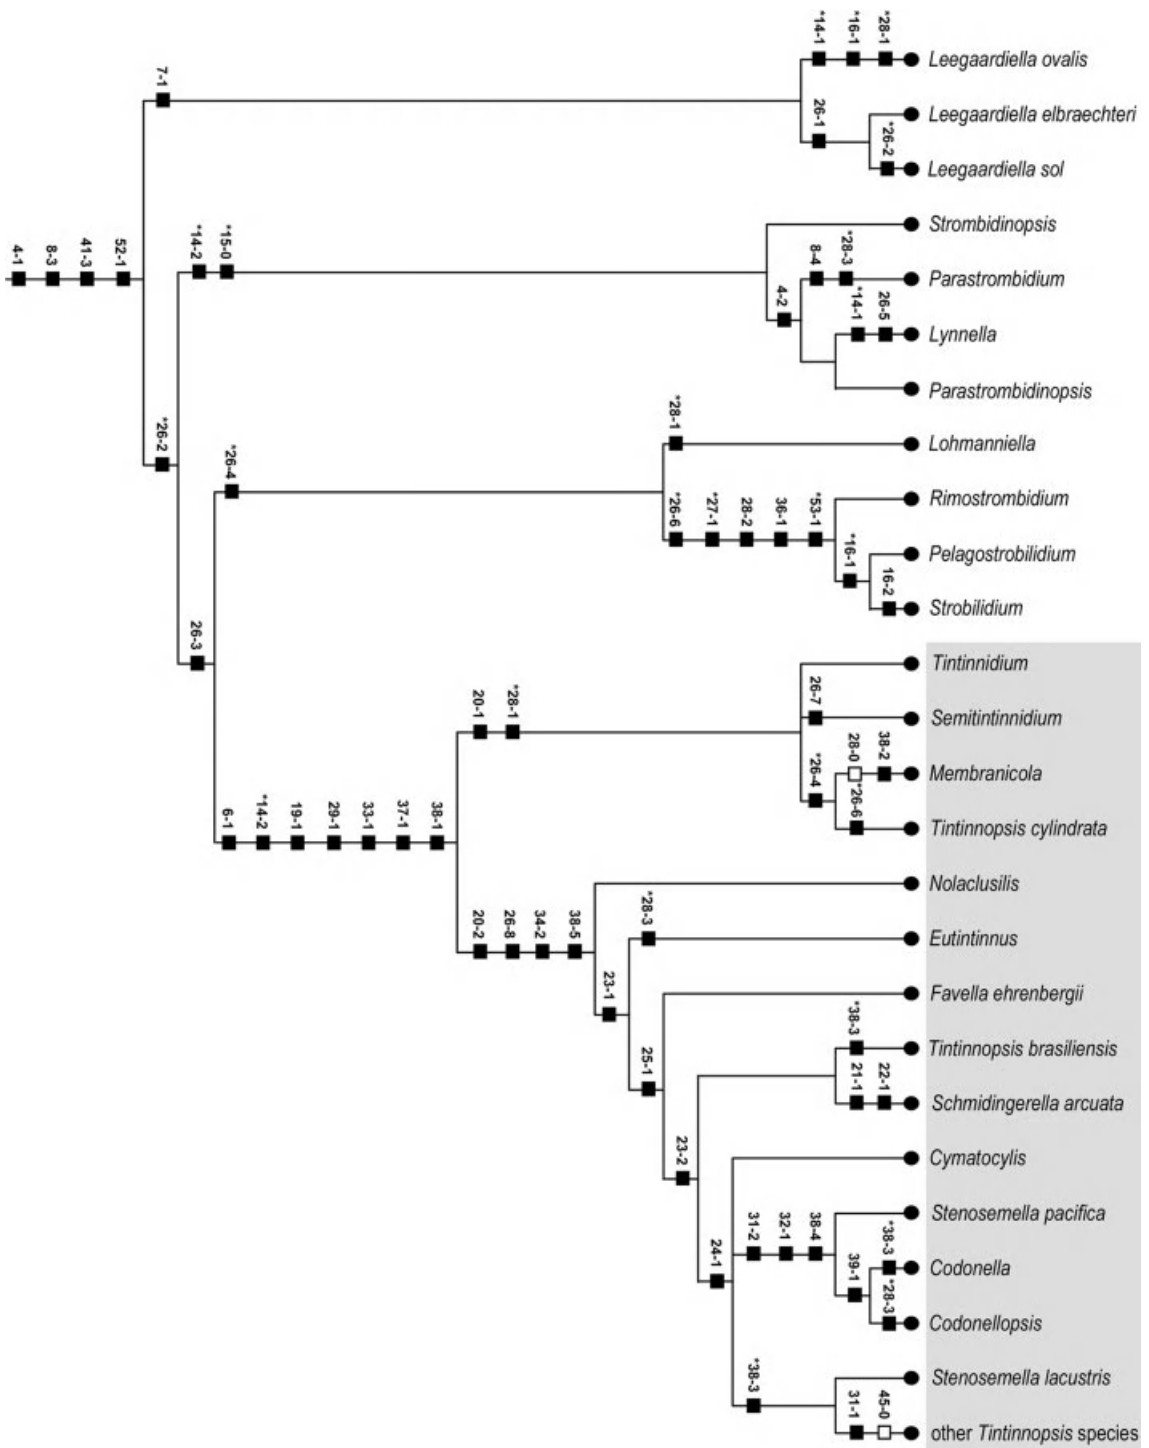 *14-1 *16-1 *28-1
Leegaardiella ovalis
7-1
26-1
Leegaardiella elbraechteri
*26-2
Leegaardiella sol
Strombidinopsis
4-1 8-3 41-3 52-1
*14-2 *15-0
8-4 *28-3
Parastrombidium
4-2
*14-1 26-5
Lynnella
Parastrombidinopsis
*28-1
Lohmanniella
*26-2
*26-4
*26-6 *27-1 28-2 36-1 *53-1
Rimostrombidium
*16-1
Pelagostrobilidium
16-2
Strobilidium
26-3
Tintinnidium
20-1 *28-1
26-7
Semitintinnidium
28-0 38-2
Membranicola
*26-4
*26-6
Tintinnopsis cylindrata
6-1 *14-2 19-1 29-1 33-1 37-1 38-1
Nolaclusilis
20-2 26-8 34-2 38-5
*28-3
Eutintinnus
23-1
Favella ehrenbergii
*38-3
Tintinnopsis brasiliensis
25-1
21-1 22-1
Schmidingerella arcuata
23-2
Cymatocylis
31-2 32-1 38-4
Stenosemella pacifica
*38-3
Codonella
24-1
39-1
*28-3
Codonellopsis
*38-3
Stenosemella lacustris
31-1 45-0
other Tintinnopsis species